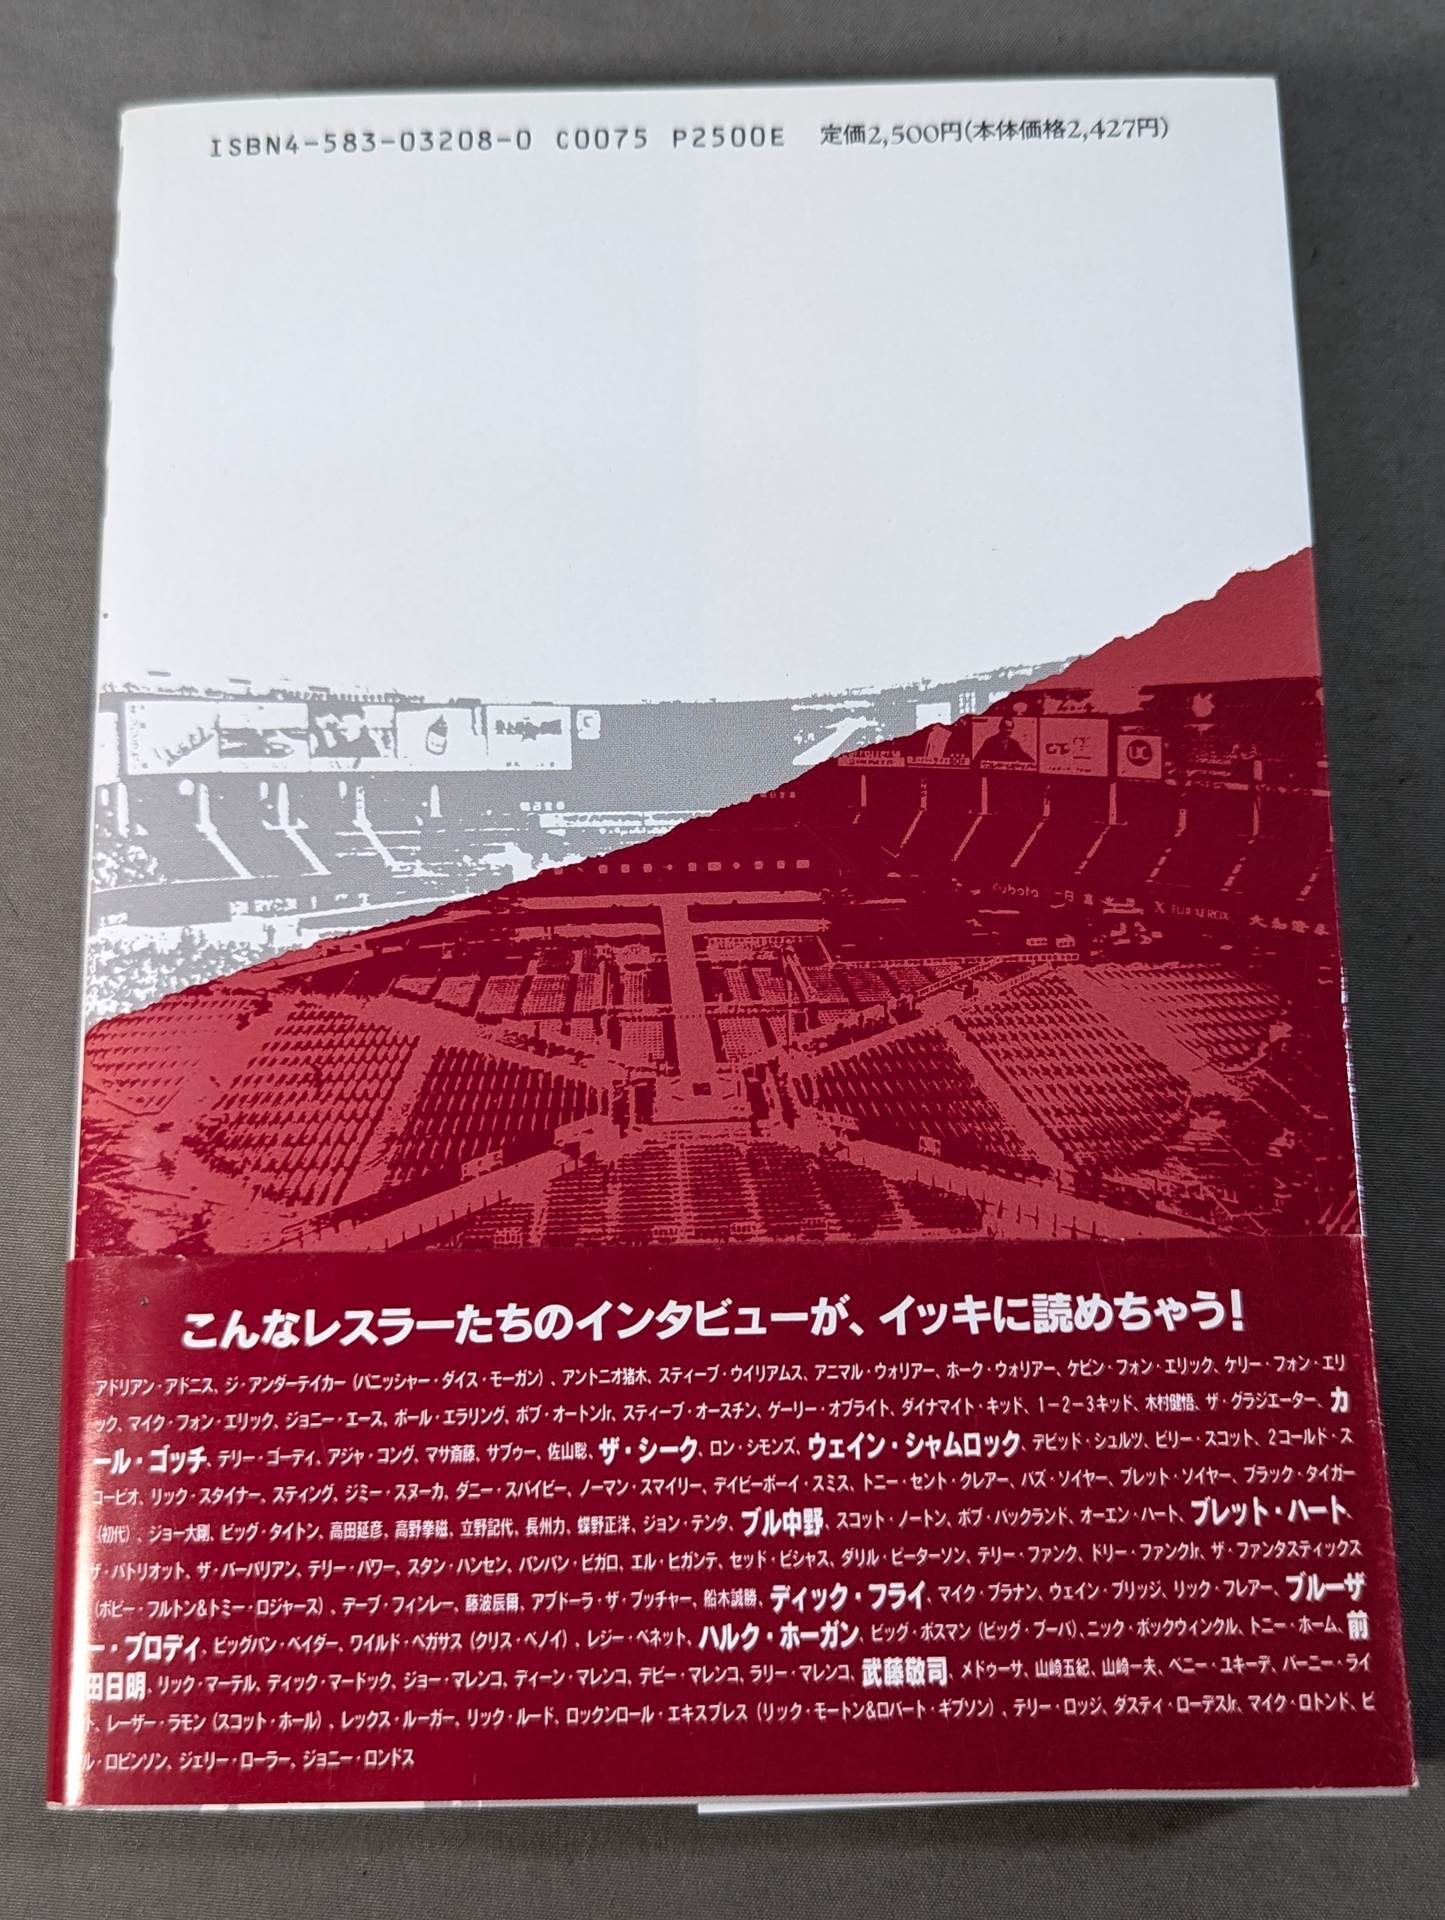 ISBN4-583-03208-0 C0075 P2500E 定価2,500円(本体価格2,427円)
UC
Kubota
FUJI XEROX
こんなレスラーたちのインタビューが、イッキに読めちゃう!
アドリアン・アドニス、ジ・アンダーテイカー(パニッシャー・ダイス・モーガン)、アントニオ猪木、スティーブ・ウイリアムス、アニマル・ウォリアー、ホーク・ウォリアー、ケビン・フォン・エリック、ケリー・フォン・エリ
ック、マイク・フォン・エリック、ジョニー・エース、ポール・エラリング、ボブ・オートンJr、スティーブ・オースチン、ゲーリー・オブライト、ダイナマイト・キッド、1-2-3キッド、木村健悟、ザ・グラジエーター、カ
ール・ゴッチ、テリー・ゴーディ、アジャ・コング、マサ斎藤、サブゥー、佐山聡、ザ・シーク、ロン・シモンズ、ウェイン・シャムロック、デビッド・シュルツ、ビリー・スコット、2コールド・ス
コーピオ、リック・スタイナー、スティング、ジミー・スヌーカ、ダニー・スパイビー、ノーマン・スマイリー、デイビーボーイ・スミス、トニー・セント・クレアー、バズ・ソイヤー、ブレット・ソイヤー、ブラック・タイガー
(初代)、ジョー大剛、ビッグ・タイトン、高田延彦、高野拳磁、立野記代、長州力、蝶野正洋、ジョン・テンタ、ブル中野、スコット・ノートン、ボブ・バックランド、オーエン・ハート、ブレット・ハート、
ザ・パトリオット、ザ・バーバリアン、テリー・パワー、スタン・ハンセン、バンバン・ビガロ、エル・ヒガンテ、セッド・ビシャス、ダリル・ピーターソン、テリー・ファンク、ドリー・ファンクJr、ザ・ファンタスティックス
(ボビー・フルトン&トミー・ロジャース)、デーブ・フィンレー、藤波辰爾、アブドーラ・ザ・ブッチャー、船木誠勝、ディック・フライ、マイク・ブラナン、ウェイン・ブリッジ、リック・フレアー、ブルーザ
ー・ブロディ、ビッグバン・ベイダー、ワイルド・ペガサス(クリス・ベノイ)、レジー・ベネット、ハルク・ホーガン、ビッグ・ボスマン(ビッグ・ブーバ)、ニック・ボックウィンクル、トニー・ホーム、前
田日明、リック・マーテル、ディック・マードック、ジョー・マレンコ、ディーン・マレンコ、デビー・マレンコ、ラリー・マレンコ、武藤敬司、メドゥーサ、山崎五紀、山崎一夫、ベニー・ユキーデ、バーニー・ライ
ト、レーザー・ラモン(スコット・ホール)、レックス・ルーガー、リック・ルード、ロックンロール・エキスプレス(リック・モートン&ロバート・ギブソン)、テリー・ロッジ、ダスティ・ローデスJr、マイク・ロトンド、ビ
ル・ロビンソン、ジェリー・ローラー、ジョニー・ロンドス